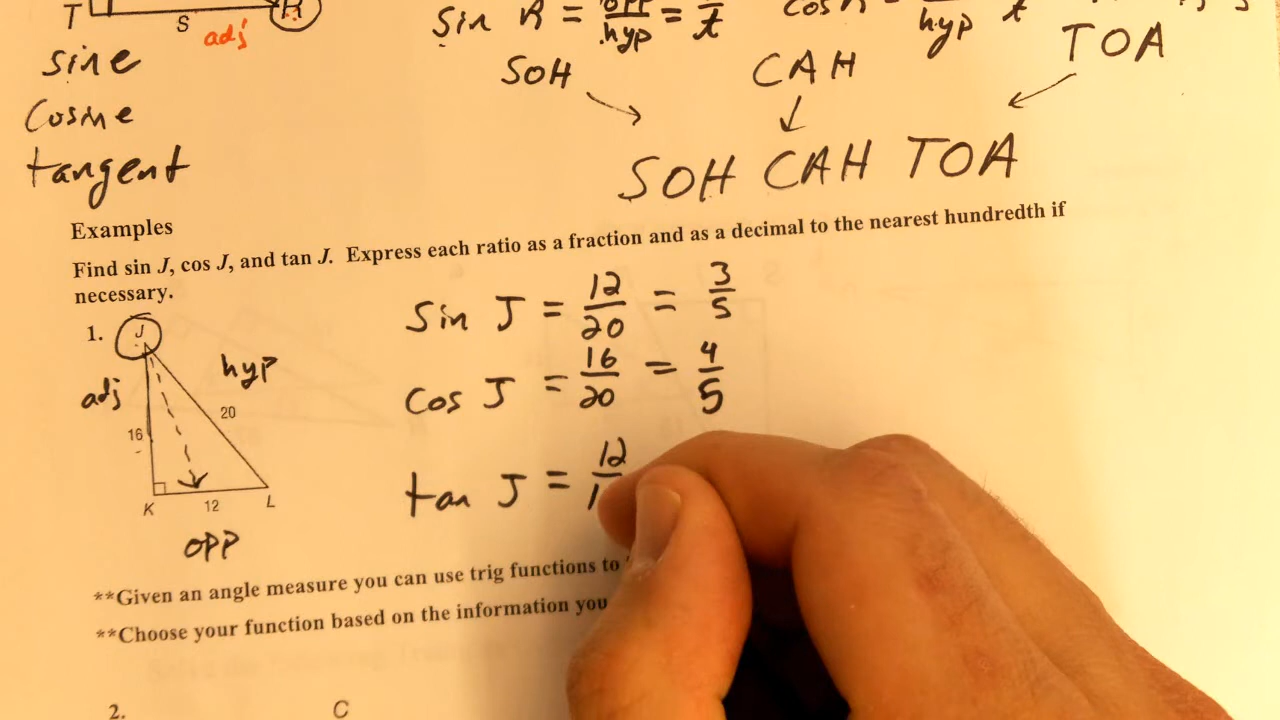 T S adj R
sin R = opp/hyp = /t cos hyp t
sine SOH CAH TOA
cosine
tangent SOH CAH TOA
Examples
Find sin J, cos J, and tan J. Express each ratio as a fraction and as a decimal to the nearest hundredth if
necessary.
1. J
adj hyp
16 20
K 12 L
opp
sin J = 12/20 = 3/5
cos J = 16/20 = 4/5
tan J = 12/1
**Given an angle measure you can use trig functions to
**Choose your function based on the information you
2. C